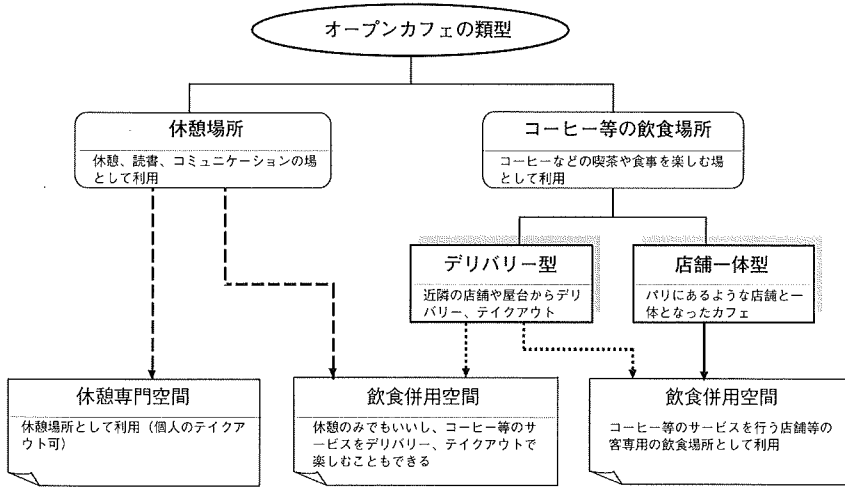 オープンカフェの類型
休憩場所
休憩、読書、コミュニケーションの場
として利用
コーヒー等の飲食場所
コーヒーなどの喫茶や食事を楽しむ場
として利用
デリバリー型
近隣の店舗や屋台からデリ
バリー、テイクアウト
店舗一体型
パリにあるような店舗と一
体となったカフェ
休憩専門空間
休憩場所として利用（個人のテイクア
ウト可）
飲食併用空間
休憩のみでもいいし、コーヒー等のサ
ービスをデリバリー、テイクアウトで
楽しむこともできる
飲食併用空間
コーヒー等のサービスを行う店舗等の
客専用の飲食場所として利用